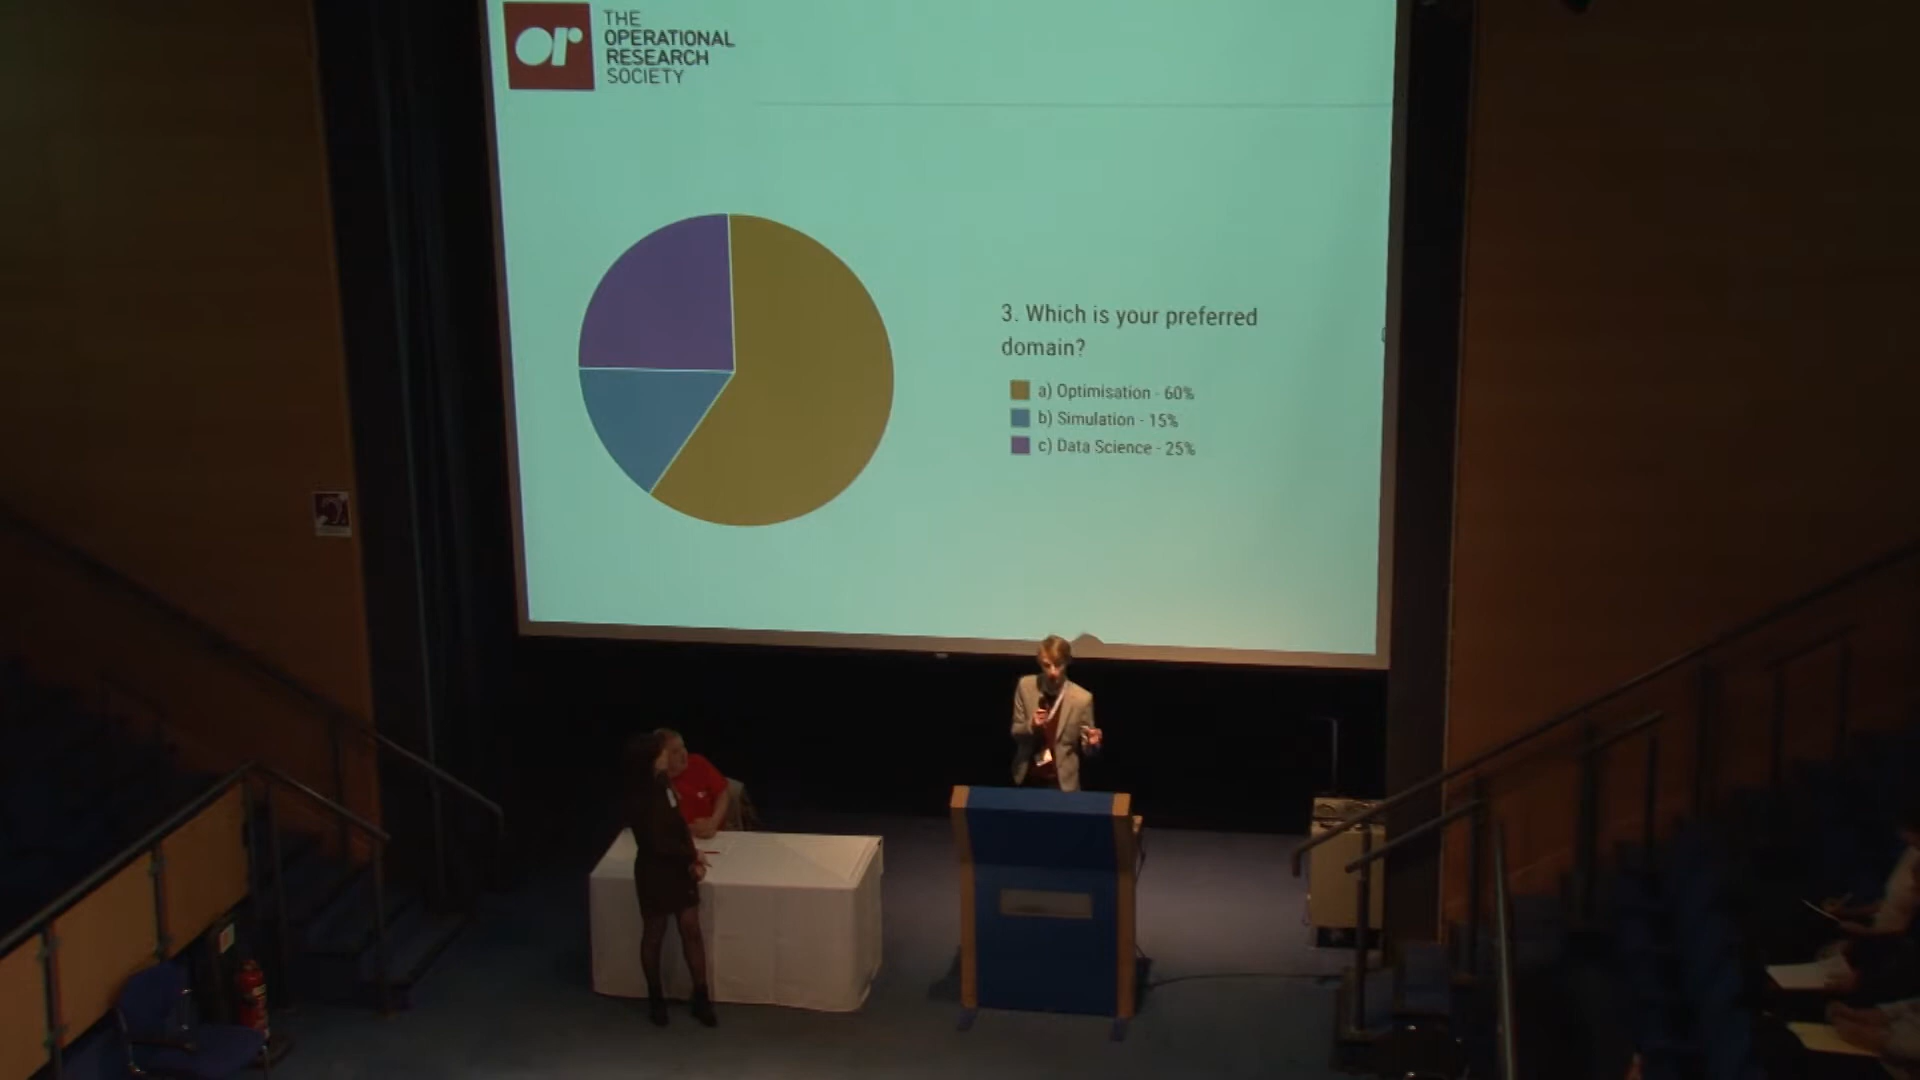 or
THE
OPERATIONAL
RESEARCH
SOCIETY
3. Which is your preferred
domain?
a) Optimisation - 60%
b) Simulation - 15%
c) Data Science - 25%